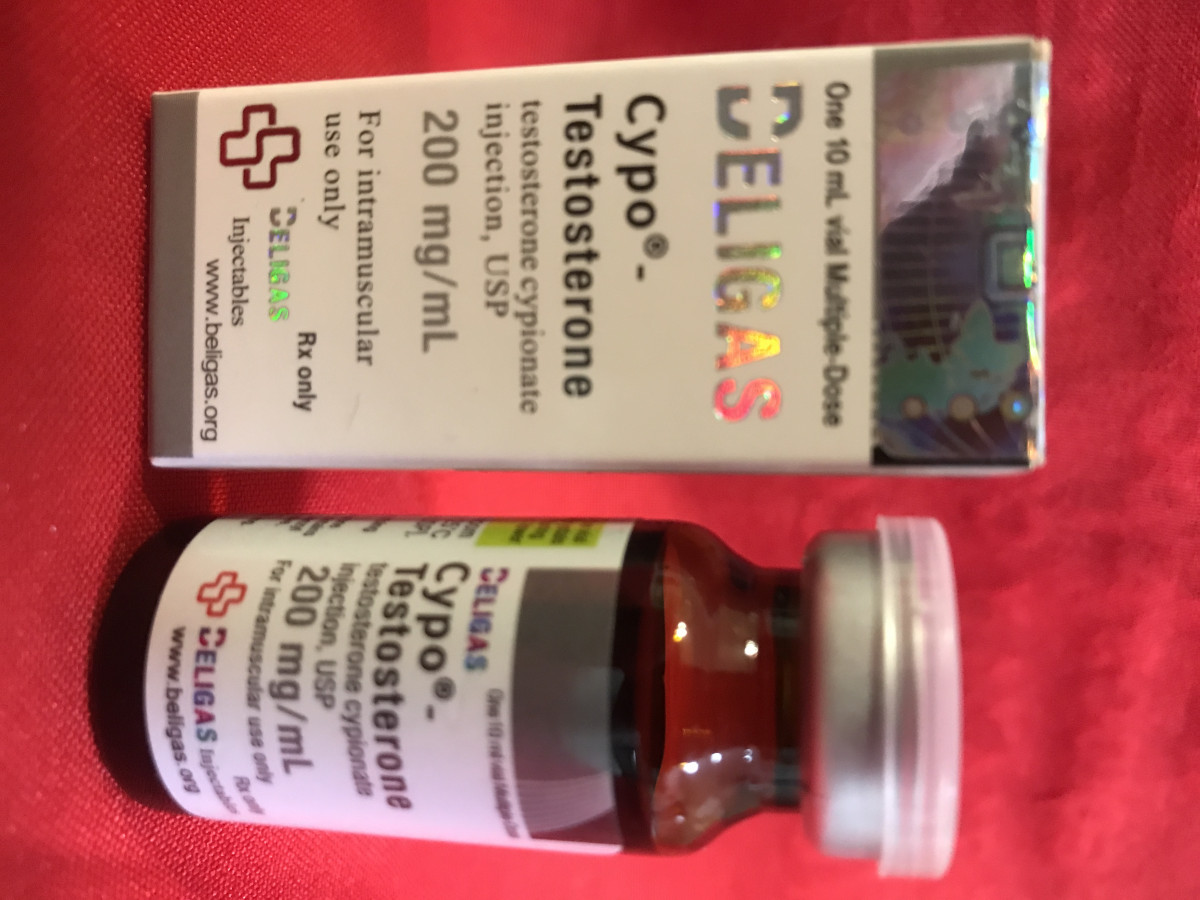 One 10 mL vial Multiple-Dose
BELIGAS
Cypo®-
Testosterone
testosterone cypionate
injection, USP
200 mg/mL
For intramuscular
use only
Rx only
BELIGAS
Injectables
www.beligas.org
BELIGAS
Cypo®-
Testosterone
testosterone cypionate
injection, USP
200 mg/mL
For intramuscular use only
Rx only
BELIGAS Injectables
www.beligas.org